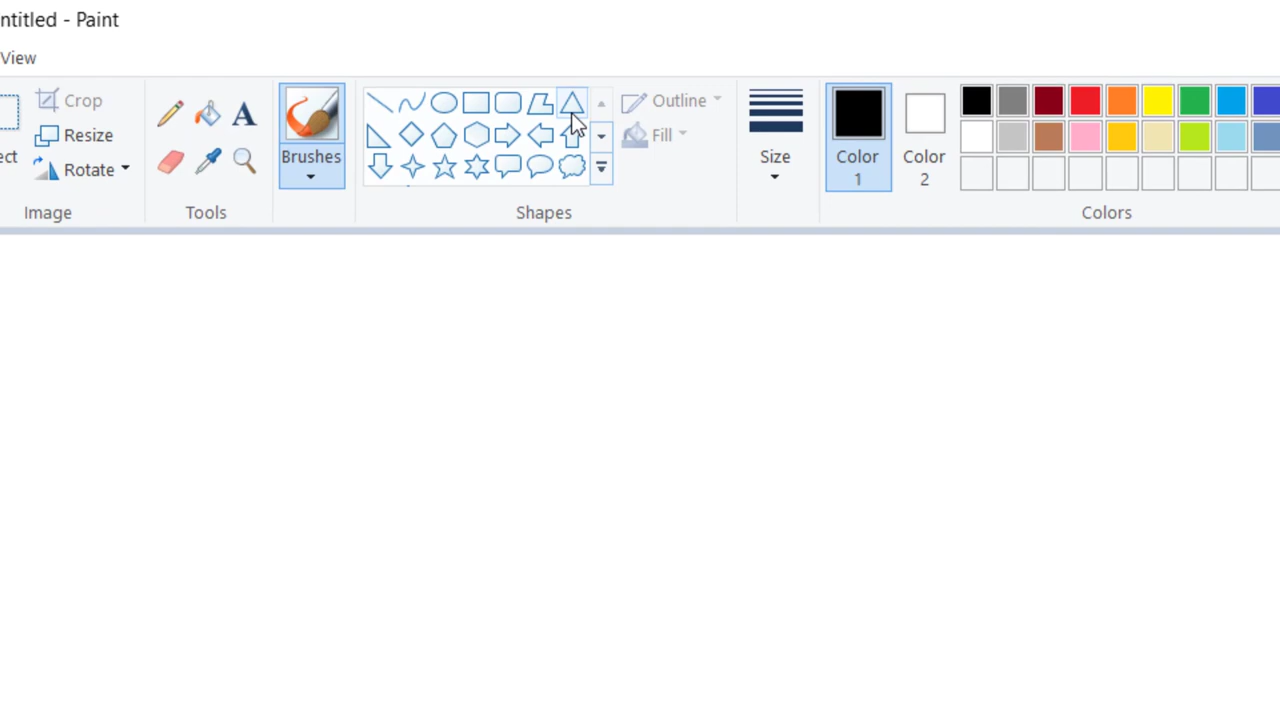 ntitled - Paint
View
Crop
Resize
Rotate
ect
Image
A
Tools
Brushes
Shapes
Outline
Fill
Size
Color 1
Color 2
Colors